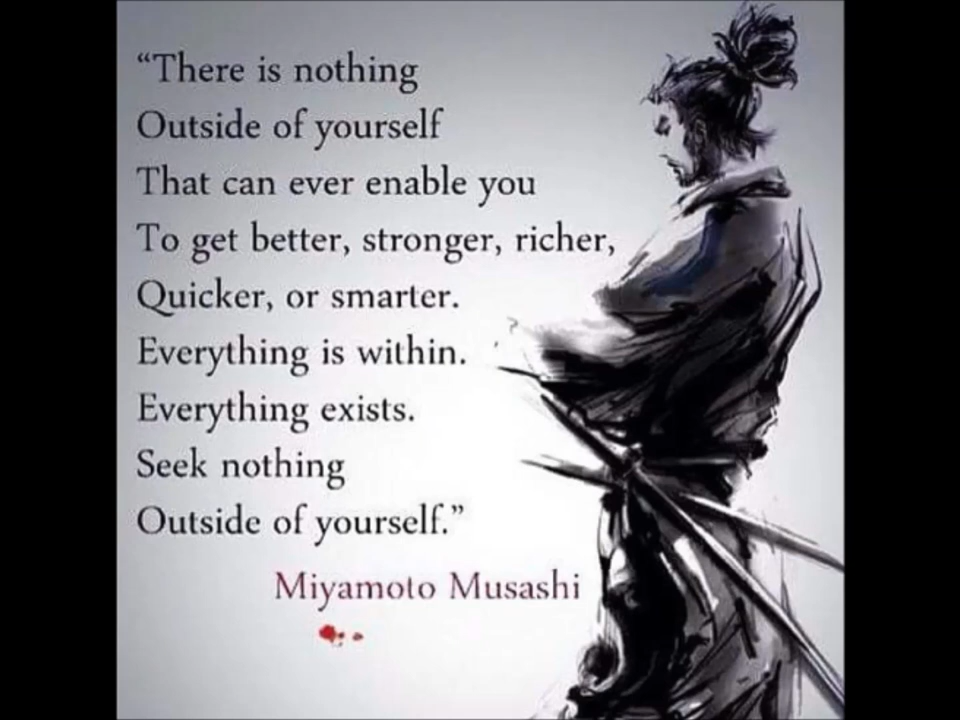 “There is nothing
Outside of yourself
That can ever enable you
To get better, stronger, richer,
Quicker, or smarter.
Everything is within.
Everything exists.
Seek nothing
Outside of yourself.”
Miyamoto Musashi